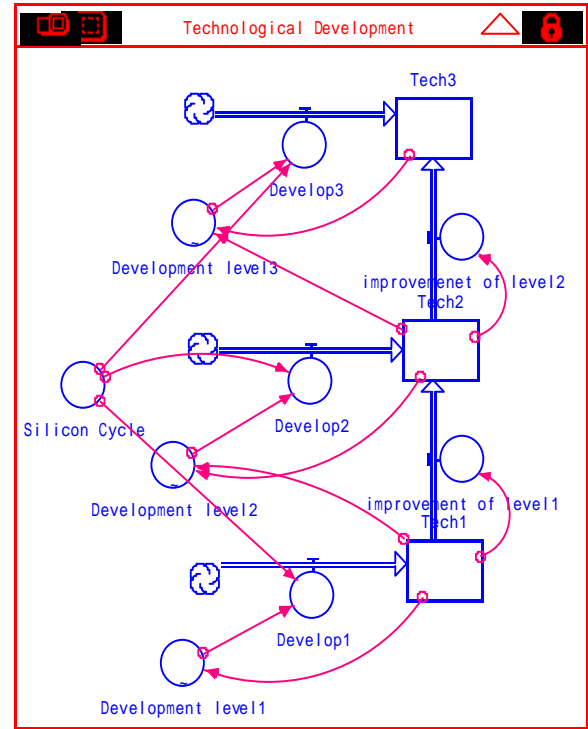 Technological Development
Tech3
Develop3
Development level3
improvemenet of level2
Tech2
Silicon Cycle
Develop2
Development level2
improvement of level1
Tech1
Develop1
Development level1